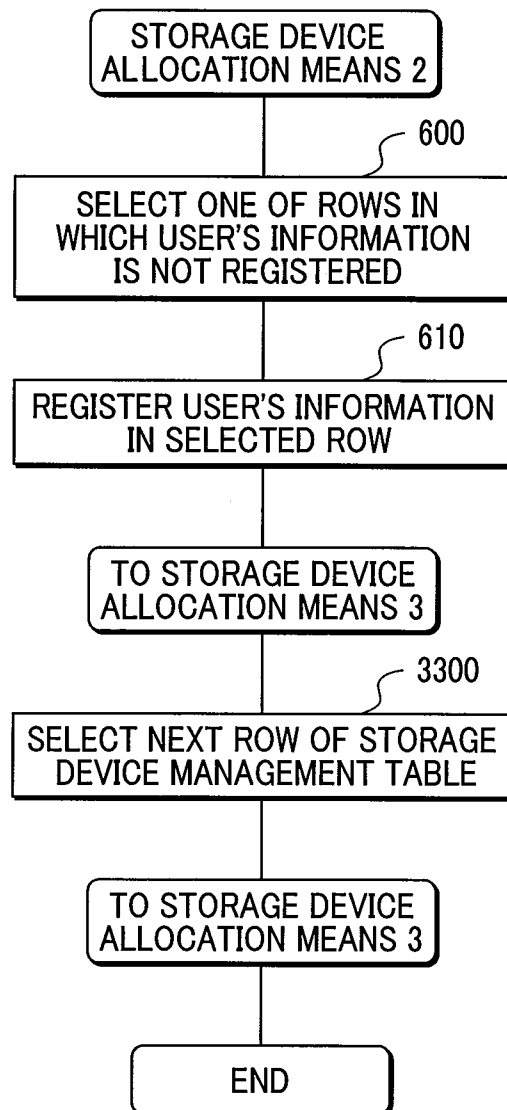 STORAGE DEVICE
ALLOCATION MEANS 2
600
SELECT ONE OF ROWS IN
WHICH USER'S INFORMATION
IS NOT REGISTERED
610
REGISTER USER'S INFORMATION
IN SELECTED ROW
TO STORAGE DEVICE
ALLOCATION MEANS 3
3300
SELECT NEXT ROW OF STORAGE
DEVICE MANAGEMENT TABLE
TO STORAGE DEVICE
ALLOCATION MEANS 3
END